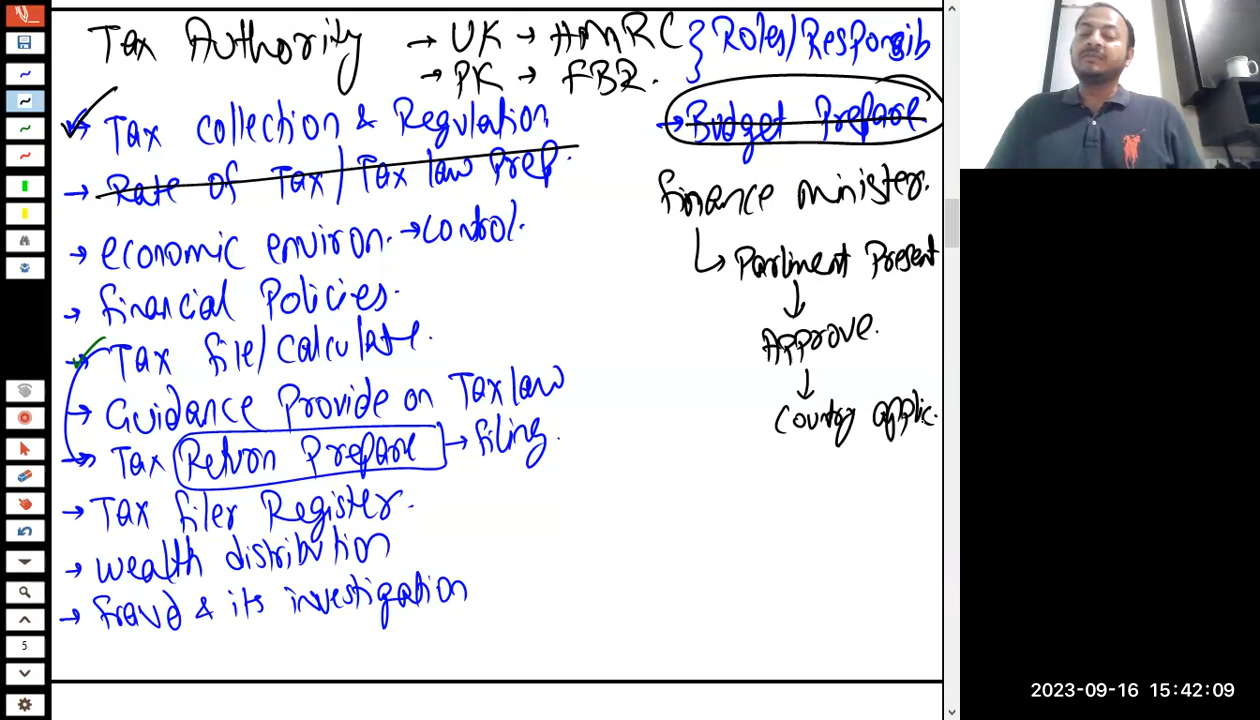 Tax Authority → UK → HMRC } Roles/Responsib
→ PK → FBR.
→ Tax collection & Regulation
→ Rate of Tax / Tax law Prep.
→ economic environ. → Control.
→ financial Policies.
→ Tax file/calculate.
→ Guidance Provide on Tax law
→ Tax Return Prepare → filing.
→ Tax filer Register.
→ wealth distribution
→ fraud & its investigation
→ Budget Prepare
finance minister.
↳ Parliment Present
↓
Approve.
↓
Country applic.
5
2023-09-16 15:42:09